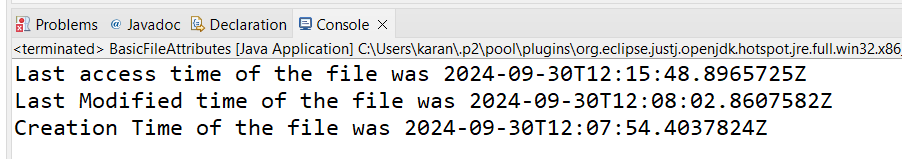 Problems @ Javadoc Declaration Console
<terminated> BasicFileAttributes [Java Application] C:\Users\karan\.p2\pool\plugins\org.eclipse.justj.openjdk.hotspot.jre.full.win32.x86_
Last access time of the file was 2024-09-30T12:15:48.8965725Z
Last Modified time of the file was 2024-09-30T12:08:02.8607582Z
Creation Time of the file was 2024-09-30T12:07:54.4037824Z